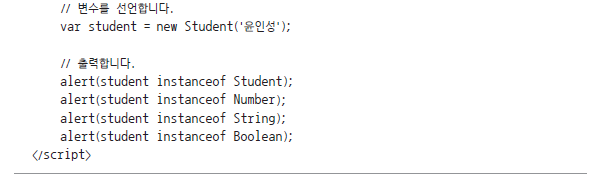 // 변수를 선언합니다.
var student = new Student('윤인성');
// 출력합니다.
alert(student instanceof Student);
alert(student instanceof Number);
alert(student instanceof String);
alert(student instanceof Boolean);
</script>